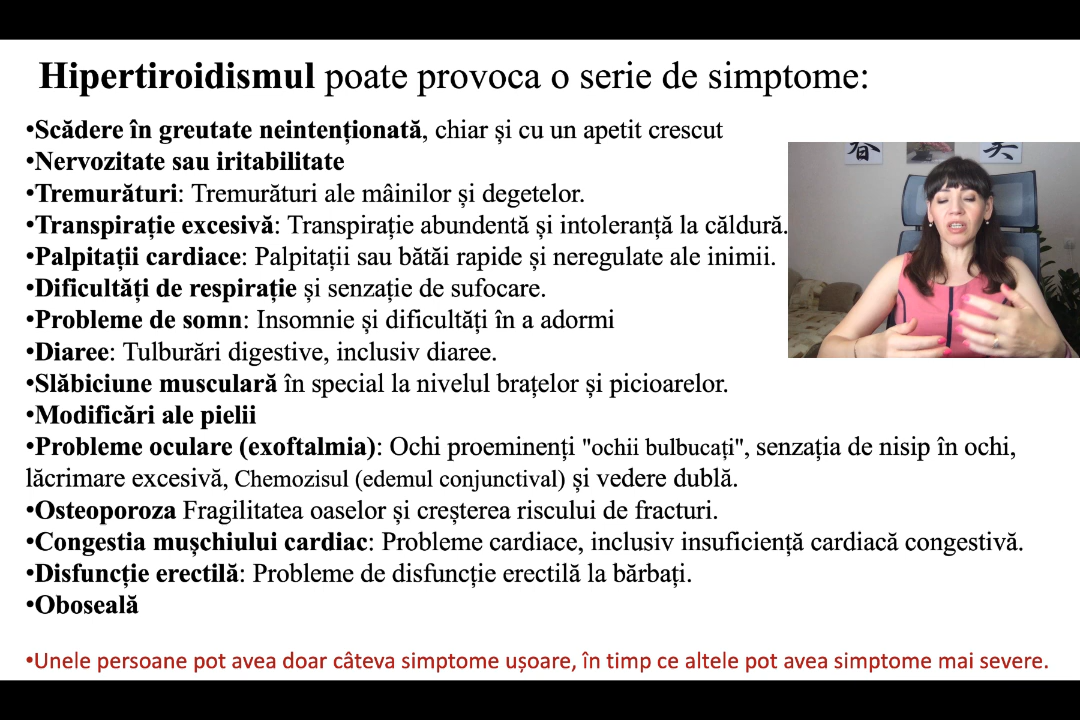 Hipertiroidismul poate provoca o serie de simptome:
•Scădere în greutate neintenționată, chiar și cu un apetit crescut
•Nervozitate sau iritabilitate
•Tremurături: Tremurături ale mâinilor și degetelor.
•Transpirație excesivă: Transpirație abundentă și intoleranță la căldură.
•Palpitații cardiace: Palpitații sau bătăi rapide și neregulate ale inimii.
•Dificultăți de respirație și senzație de sufocare.
•Probleme de somn: Insomnie și dificultăți în a adormi
•Diaree: Tulburări digestive, inclusiv diaree.
•Slăbiciune musculară în special la nivelul brațelor și picioarelor.
•Modificări ale pielii
•Probleme oculare (exoftalmia): Ochi proeminenți "ochii bulbucați", senzația de nisip în ochi,
lăcrimare excesivă, Chemozisul (edemul conjunctival) și vedere dublă.
•Osteoporoza Fragilitatea oaselor și creșterea riscului de fracturi.
•Congestia mușchiului cardiac: Probleme cardiace, inclusiv insuficiență cardiacă congestivă.
•Disfuncție erectilă: Probleme de disfuncție erectilă la bărbați.
•Oboseală
•Unele persoane pot avea doar câteva simptome ușoare, în timp ce altele pot avea simptome mai severe.
春